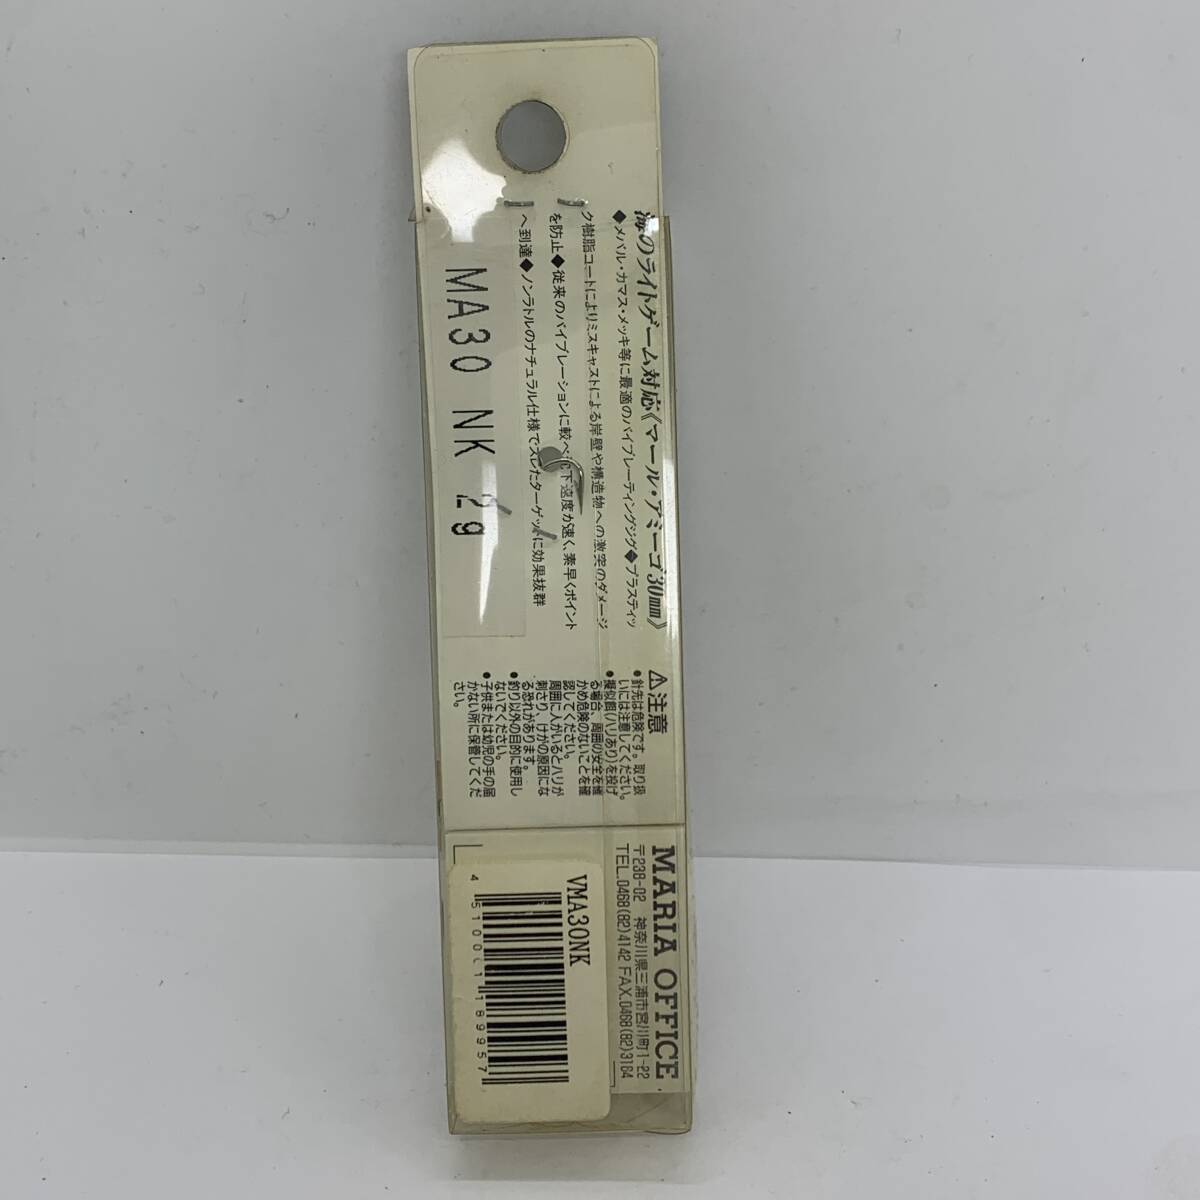 海のライトゲーム対応《マール・アミーゴ30mm》
◆メバル・カマス・メッキ等に最適のバイブレーティングジグ◆プラスティッ
ク樹脂コートによりミスキャストによる岸壁や構造物への激突のダメージ
を防止◆従来のバイブレーションに較べ沈下速度が速く、素早くポイント
へ到達◆ノンラトルのナチュラル仕様でスレたターゲットに効果抜群
MA30 NK 2g
⚠注意
●針先は危険です。取り扱
いには注意してください。
●擬似餌(ハリあり)を投げ
る場合、周囲の安全を確
かめ危険のないことを確
認してください。
周囲に人がいるとハリが
刺さり、けがの原因にな
る恐れがあります。
●釣り以外の目的に使用し
ないでください。
●子供または幼児の手の届
かない所に保管してくだ
さい。
MARIA OFFICE
〒238-02 神奈川県三浦市宮川町1-22
TEL.0468(82)4142 FAX.0468(82)3184
VMA30NK
4510001189957